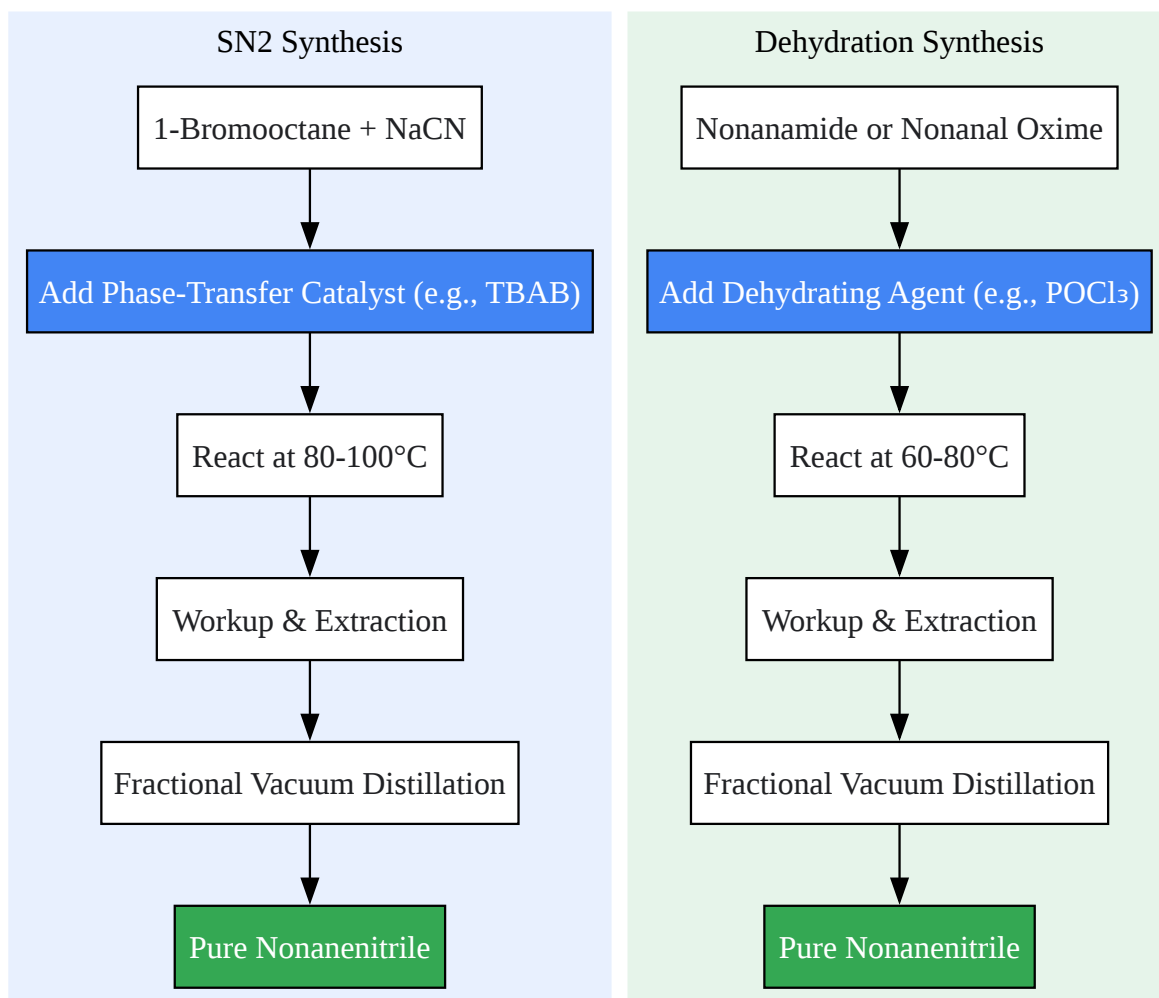 SN2 Synthesis
1-Bromooctane + NaCN
Add Phase-Transfer Catalyst (e.g., TBAB)
React at 80-100°C
Workup & Extraction
Fractional Vacuum Distillation
Pure Nonanenitrile
Dehydration Synthesis
Nonanamide or Nonanal Oxime
Add Dehydrating Agent (e.g., POCl₃)
React at 60-80°C
Workup & Extraction
Fractional Vacuum Distillation
Pure Nonanenitrile